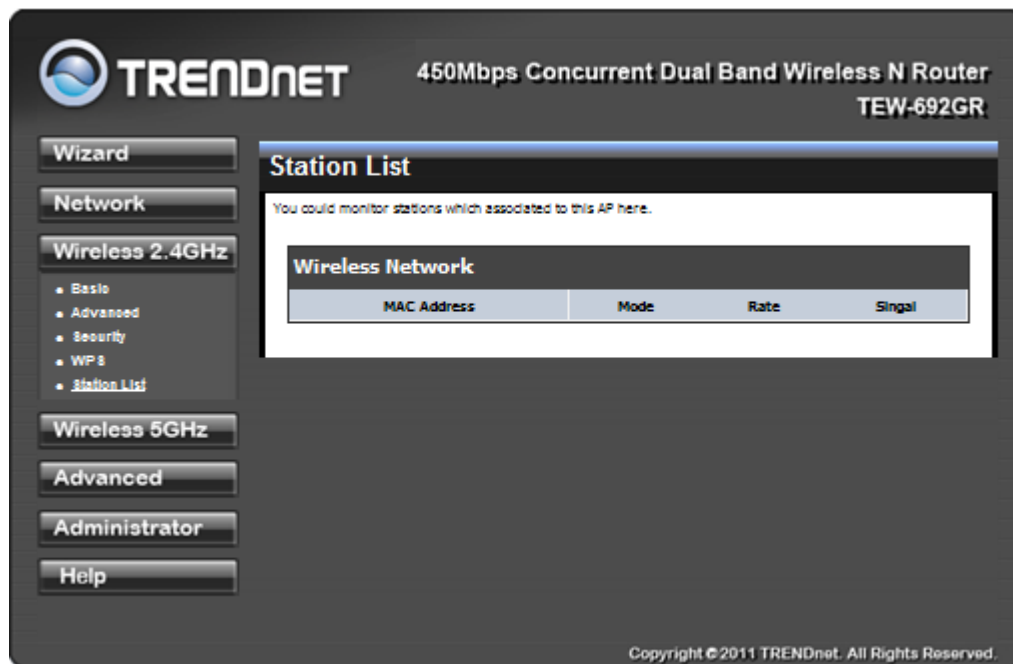 TRENDNET
450Mbps Concurrent Dual Band Wireless N Router
TEW-692GR
Wizard
Network
Wireless 2.4GHz
Basic
Advanced
Security
WPS
Station List
Wireless 5GHz
Advanced
Administrator
Help
Station List
You could monitor stations which associated to this AP here.
Wireless Network
MAC Address Mode Rate Singal
Copyright © 2011 TRENDnet. All Rights Reserved.